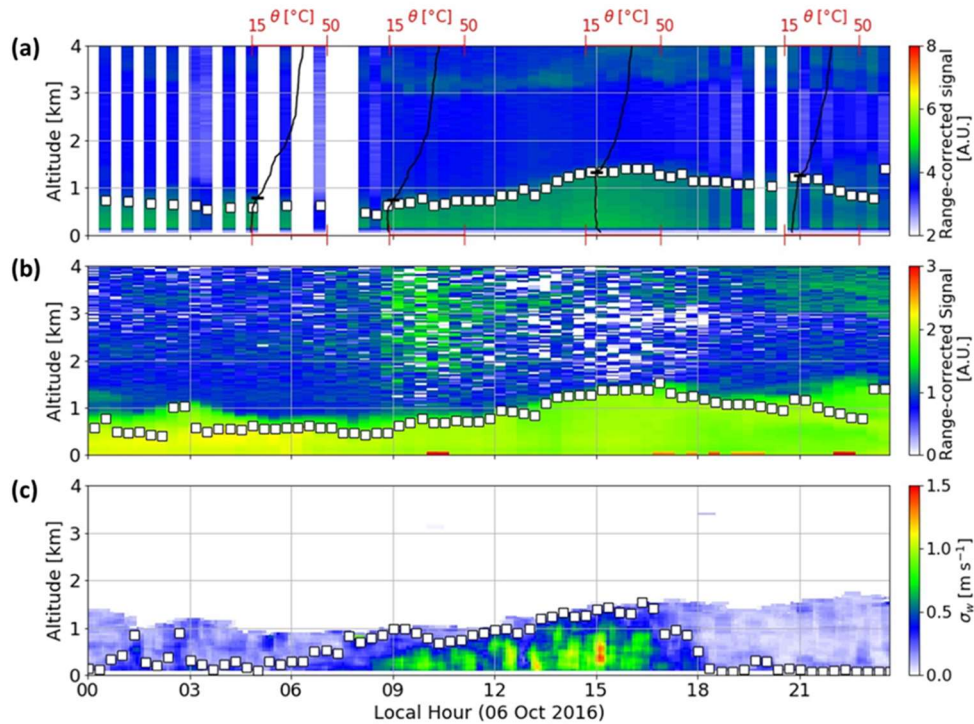 θ [°C] θ [°C] θ [°C] θ [°C]
15 50 15 50 15 50 15 50
(a)
4
3
2
1
0
Altitude [km]
8
6
4
2
Range-corrected signal
[A.U.]
(b)
4
3
2
1
0
Altitude [km]
3
2
1
0
Range-corrected Signal
[A.U.]
(c)
4
3
2
1
0
Altitude [km]
1.5
1.0
0.5
0.0
σw [m s⁻¹]
00 03 06 09 12 15 18 21
Local Hour (06 Oct 2016)